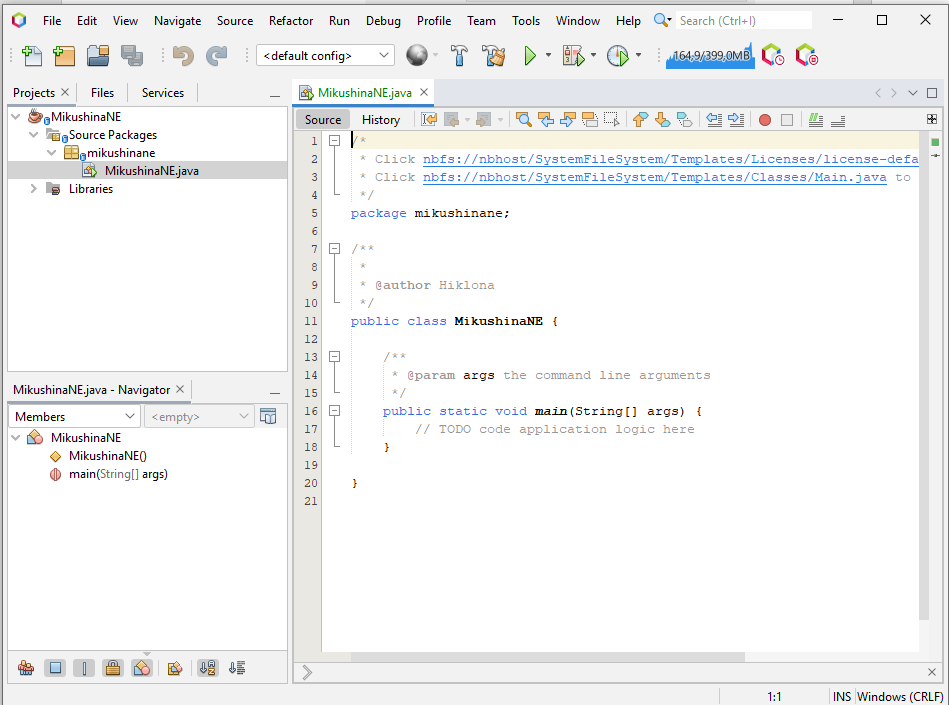 File Edit View Navigate Source Refactor Run Debug Profile Team Tools Window Help Search (Ctrl+I)
<default config> 164,9/399,0MB
Projects Files Services
MikushinaNE
Source Packages
mikushinane
MikushinaNE.java
Libraries
MikushinaNE.java - Navigator
Members <empty>
MikushinaNE
MikushinaNE()
main(String[] args)
MikushinaNE.java
Source History
1 /*
2 * Click nbfs://nbhost/SystemFileSystem/Templates/Licenses/license-defa
3 * Click nbfs://nbhost/SystemFileSystem/Templates/Classes/Main.java to
4 */
5 package mikushinane;
6
7 /**
8 *
9 * @author Hiklona
10 */
11 public class MikushinaNE {
12
13 /**
14 * @param args the command line arguments
15 */
16 public static void main(String[] args) {
17 // TODO code application logic here
18 }
19
20 }
21
1:1 INS Windows (CRLF)